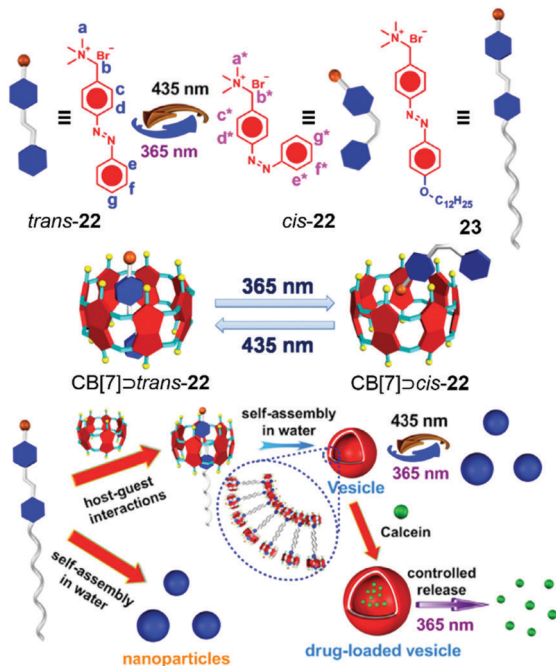 a
N⁺
Br⁻
b
c
d
N
N
e
f
g
trans-22
≡
435 nm
365 nm
a*
N⁺
Br⁻
b*
c*
d*
N=N
g*
f*
e*
cis-22
≡
N⁺
Br⁻
N
N
O
C₁₂H₂₅
23
≡
365 nm
435 nm
CB[7]⊃trans-22
CB[7]⊃cis-22
host-guest
interactions
self-assembly
in water
Vesicle
435 nm
365 nm
Calcein
self-assembly
in water
nanoparticles
drug-loaded vesicle
controlled
release
365 nm